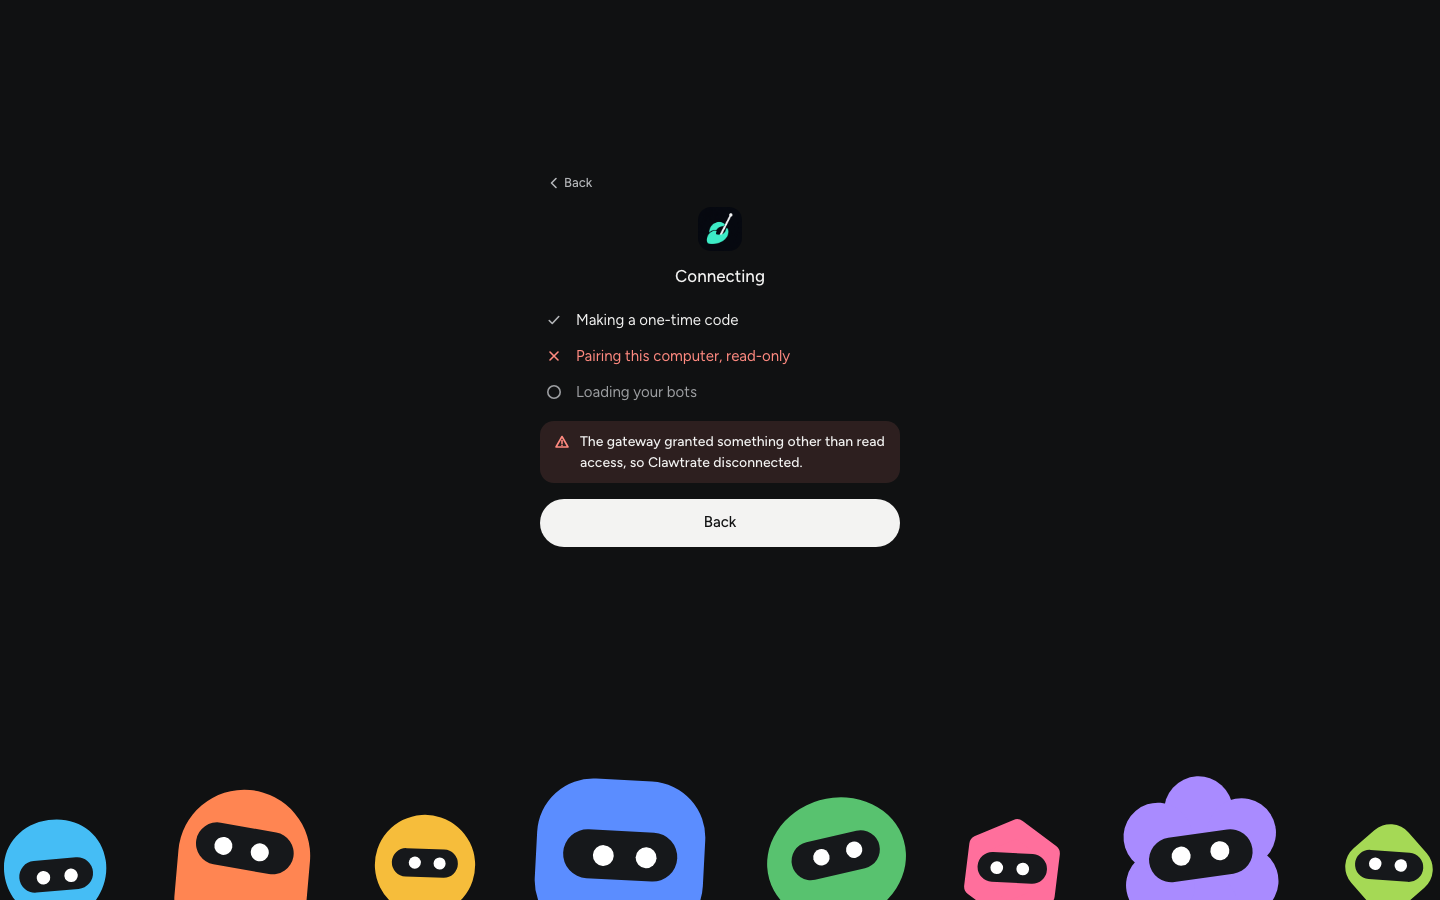 Back
Connecting
Making a one-time code
Pairing this computer, read-only
Loading your bots
The gateway granted something other than read
access, so Clawtrate disconnected.
Back